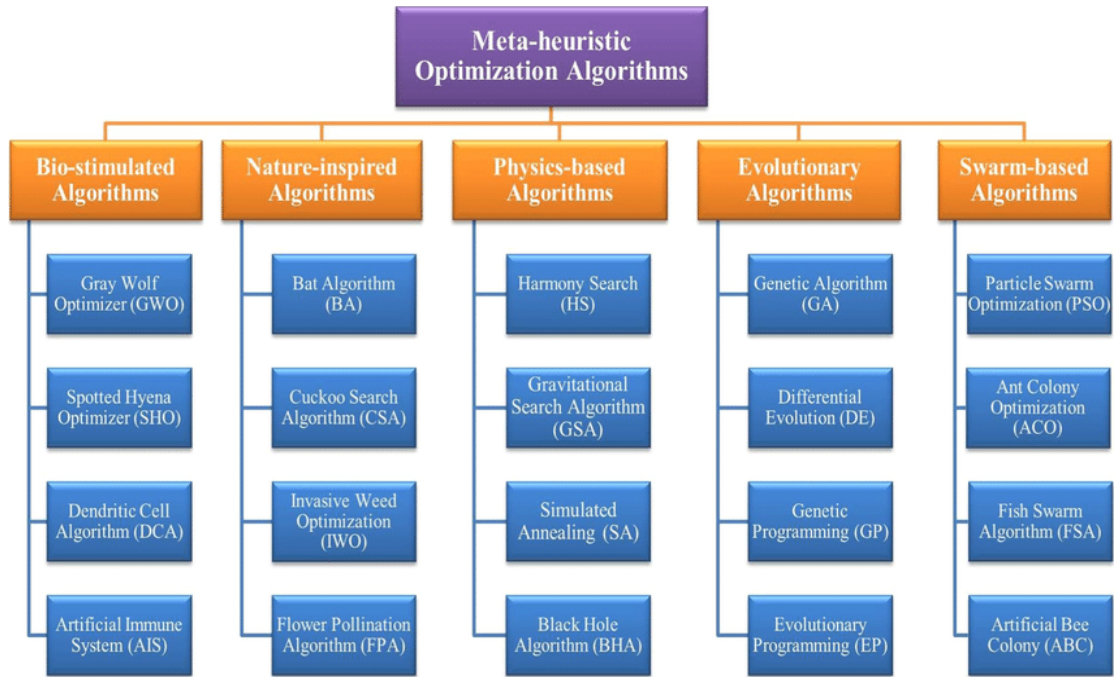 Meta-heuristic
Optimization Algorithms
Bio-stimulated
Algorithms
Gray Wolf
Optimizer (GWO)
Spotted Hyena
Optimizer (SHO)
Dendritic Cell
Algorithm (DCA)
Artificial Immune
System (AIS)
Nature-inspired
Algorithms
Bat Algorithm
(BA)
Cuckoo Search
Algorithm (CSA)
Invasive Weed
Optimization
(IWO)
Flower Pollination
Algorithm (FPA)
Physics-based
Algorithms
Harmony Search
(HS)
Gravitational
Search Algorithm
(GSA)
Simulated
Annealing (SA)
Black Hole
Algorithm (BHA)
Evolutionary
Algorithms
Genetic Algorithm
(GA)
Differential
Evolution (DE)
Genetic
Programming (GP)
Evolutionary
Programming (EP)
Swarm-based
Algorithms
Particle Swarm
Optimization (PSO)
Ant Colony
Optimization
(ACO)
Fish Swarm
Algorithm (FSA)
Artificial Bee
Colony (ABC)